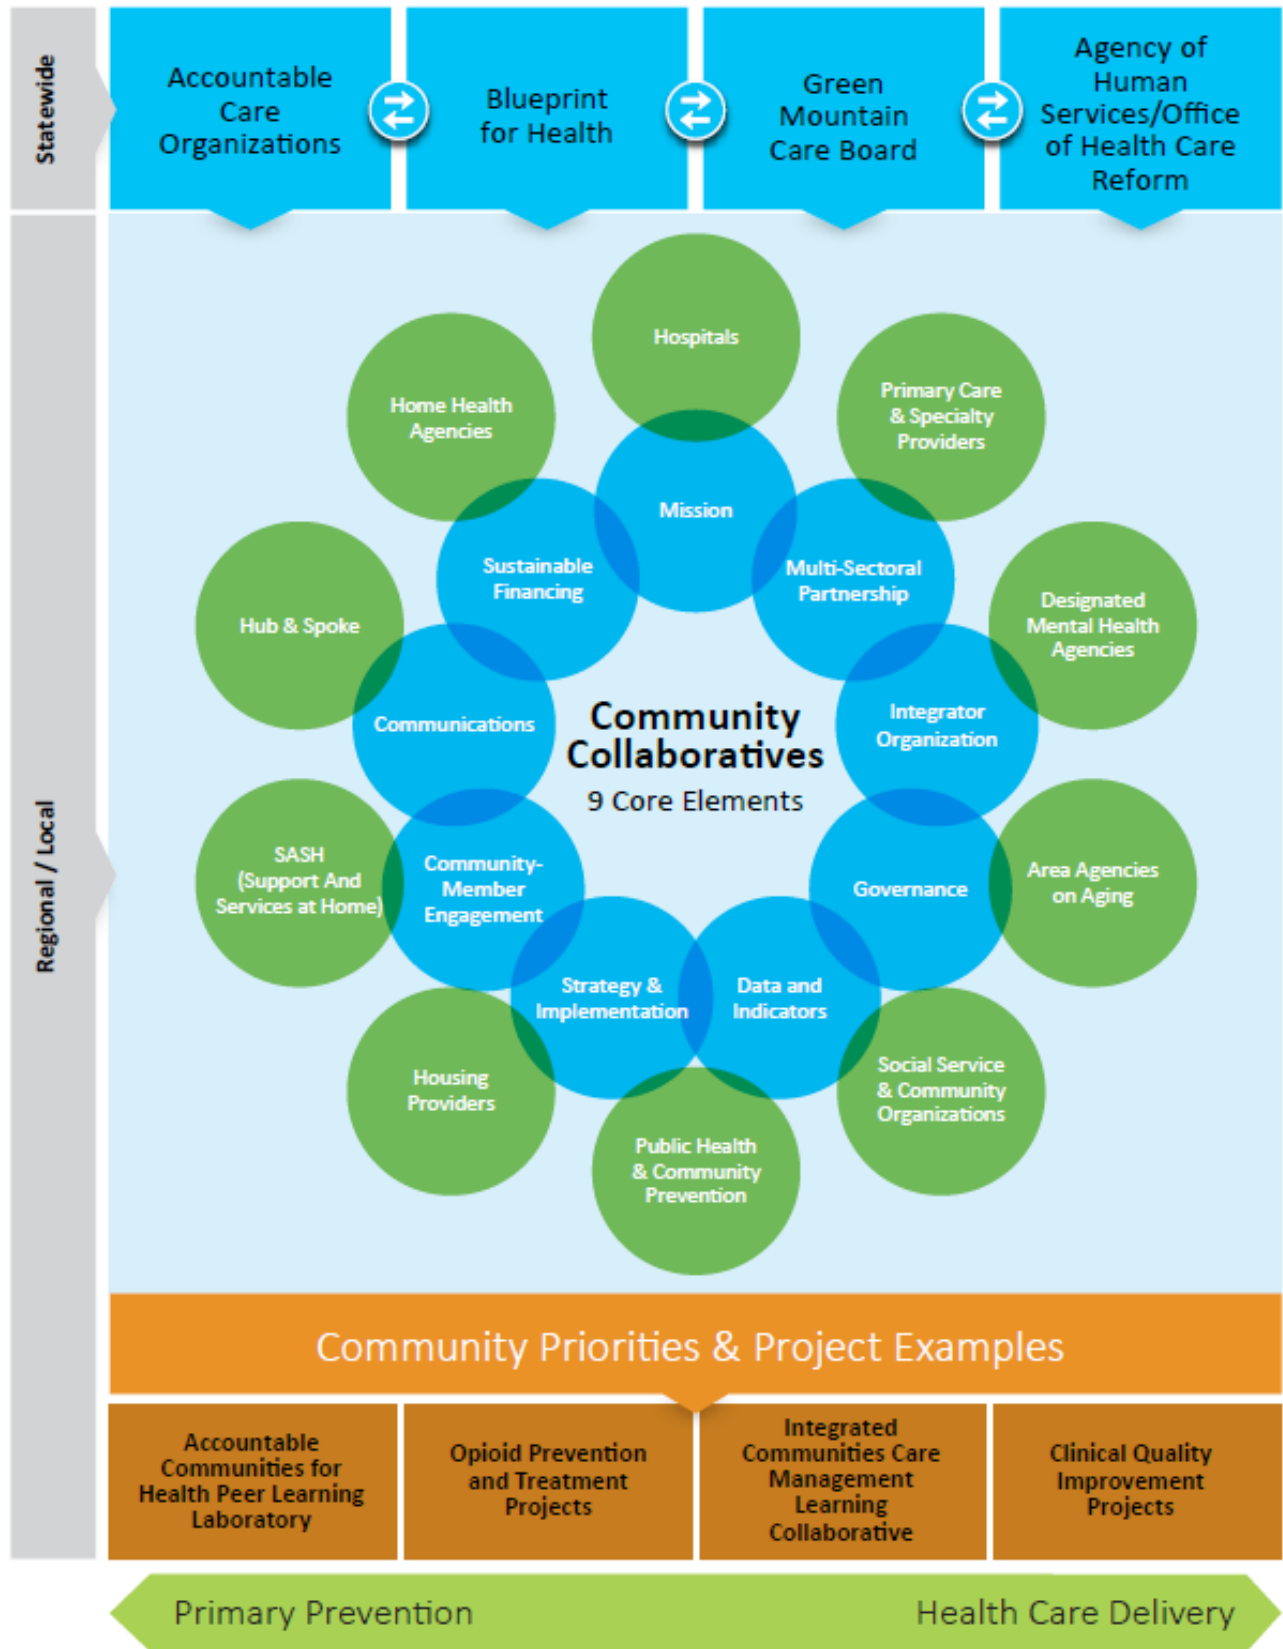 Statewide
Accountable
Care
Organizations
Blueprint
for Health
Green
Mountain
Care Board
Agency of
Human
Services/Office
of Health Care
Reform
Regional / Local
Hospitals
Home Health
Agencies
Primary Care
& Specialty
Providers
Mission
Sustainable
Financing
Multi-Sectoral
Partnership
Hub & Spoke
Designated
Mental Health
Agencies
Communications
Integrator
Organization
Community
Collaboratives
9 Core Elements
SASH
(Support And
Services at Home)
Community-
Member
Engagement
Governance
Area Agencies
on Aging
Strategy &
Implementation
Data and
Indicators
Housing
Providers
Social Service
& Community
Organizations
Public Health
& Community
Prevention
Community Priorities & Project Examples
Accountable
Communities for
Health Peer Learning
Laboratory
Opioid Prevention
and Treatment
Projects
Integrated
Communities Care
Management
Learning
Collaborative
Clinical Quality
Improvement
Projects
Primary Prevention
Health Care Delivery